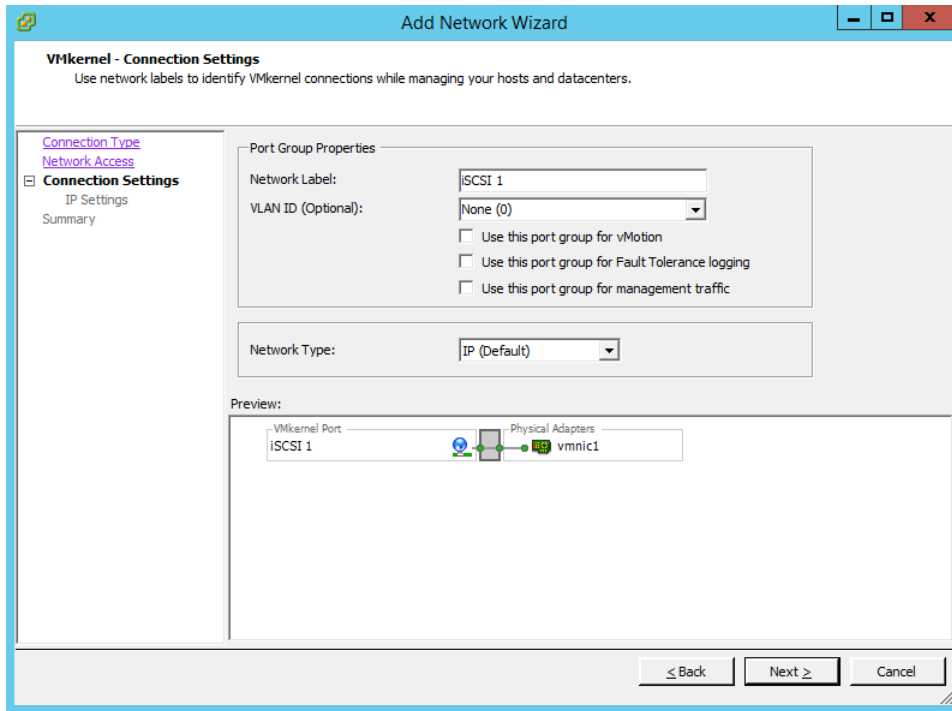 Add Network Wizard
VMkernel - Connection Settings
Use network labels to identify VMkernel connections while managing your hosts and datacenters.
Connection Type
Network Access
Connection Settings
IP Settings
Summary
Port Group Properties
Network Label: iSCSI 1
VLAN ID (Optional): None (0)
Use this port group for vMotion
Use this port group for Fault Tolerance logging
Use this port group for management traffic
Network Type: IP (Default)
Preview:
VMkernel Port
iSCSI 1
Physical Adapters
vmnic1
< Back Next > Cancel